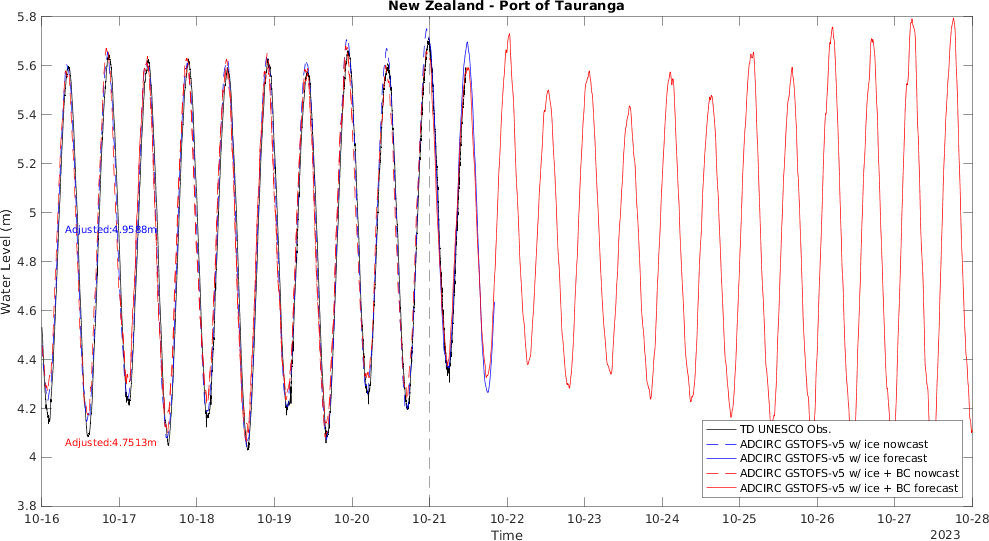 New Zealand - Port of Tauranga
5.8
5.6
5.4
5.2
5
4.8
4.6
4.4
4.2
4
3.8
Water Level (m)
Adjusted:4.9588m
Adjusted:4.7513m
TD UNESCO Obs.
ADCIRC GSTOFS-v5 w/ ice nowcast
ADCIRC GSTOFS-v5 w/ ice forecast
ADCIRC GSTOFS-v5 w/ ice + BC nowcast
ADCIRC GSTOFS-v5 w/ ice + BC forecast
10-16 10-17 10-18 10-19 10-20 10-21 10-22 10-23 10-24 10-25 10-26 10-27 10-28
Time
2023